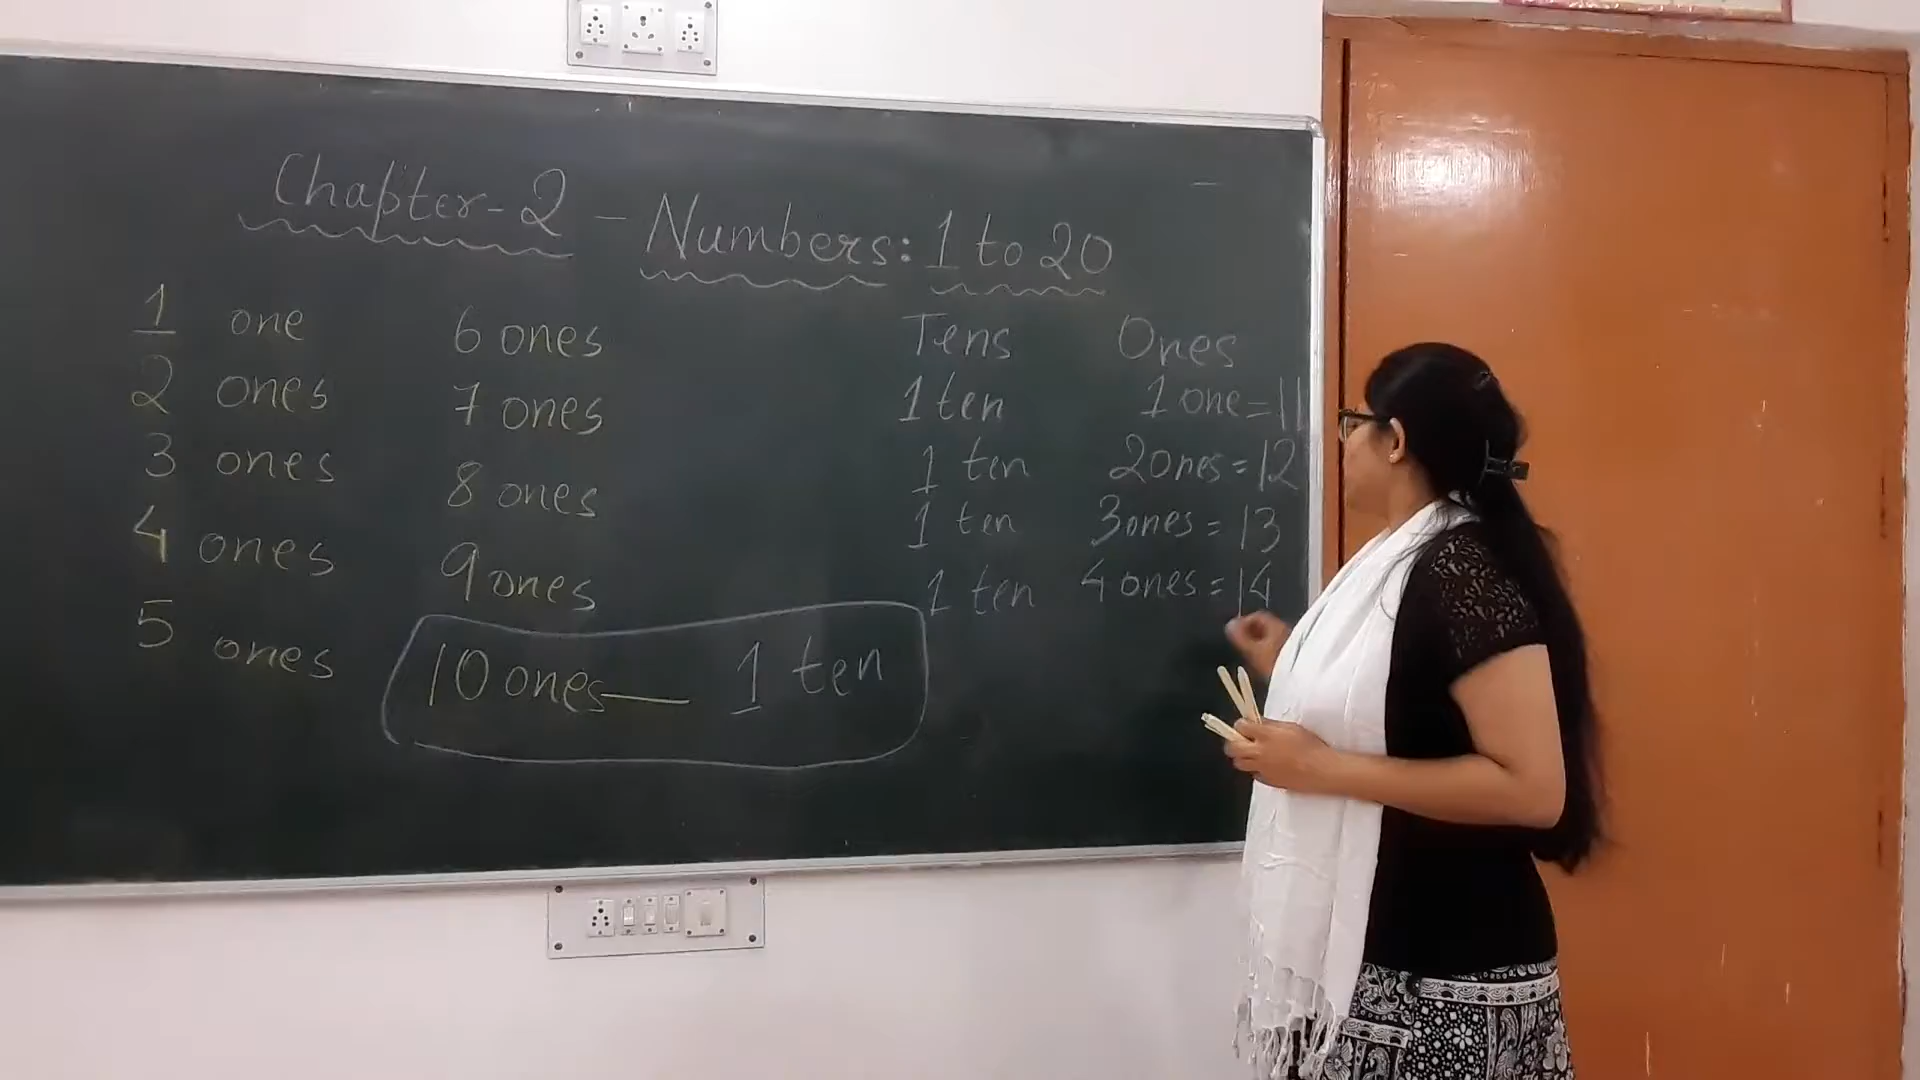 Chapter-2 - Numbers: 1 to 20
1 one
2 ones
3 ones
4 ones
5 ones
6 ones
7 ones
8 ones
9 ones
10 ones — 1 ten
Tens Ones
1 ten 1 one = 11
1 ten 2 ones = 12
1 ten 3 ones = 13
1 ten 4 ones = 14